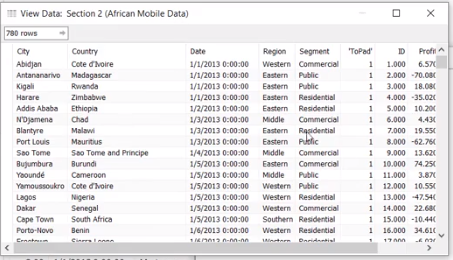 View Data: Section 2 (African Mobile Data)
780 rows
City Country Date Region Segment 'ToPad' ID Profit
Abidjan Cote d'Ivoire 1/1/2013 0:00:00 Western Commercial 1 1.000 6.570
Antananarivo Madagascar 1/1/2013 0:00:00 Eastern Public 1 2.000 -70.080
Kigali Rwanda 1/1/2013 0:00:00 Eastern Public 1 3.000 18.080
Harare Zimbabwe 1/1/2013 0:00:00 Eastern Residential 1 4.000 -35.020
Addis Ababa Ethiopia 1/2/2013 0:00:00 Eastern Residential 1 5.000 10.200
N'Djamena Chad 1/3/2013 0:00:00 Middle Commercial 1 6.000 4.430
Blantyre Malawi 1/3/2013 0:00:00 Eastern Residential 1 7.000 19.550
Port Louis Mauritius 1/3/2013 0:00:00 Eastern Public 1 8.000 -62.760
Sao Tome Sao Tome and Principe 1/4/2013 0:00:00 Middle Commercial 1 9.000 13.620
Bujumbura Burundi 1/5/2013 0:00:00 Eastern Commercial 1 10.000 74.250
Yaoundé Cameroon 1/5/2013 0:00:00 Middle Public 1 11.000 3.870
Yamoussoukro Cote d'Ivoire 1/5/2013 0:00:00 Western Public 1 12.000 10.550
Lagos Nigeria 1/5/2013 0:00:00 Western Residential 1 13.000 -47.540
Dakar Senegal 1/5/2013 0:00:00 Western Commercial 1 14.000 22.680
Cape Town South Africa 1/5/2013 0:00:00 Southern Residential 1 15.000 -10.440
Porto-Novo Benin 1/6/2013 0:00:00 Western Residential 1 16.000 34.610
Freetown Sierra Leone 1/6/2013 0:00:00 Western Residential 1 17.000